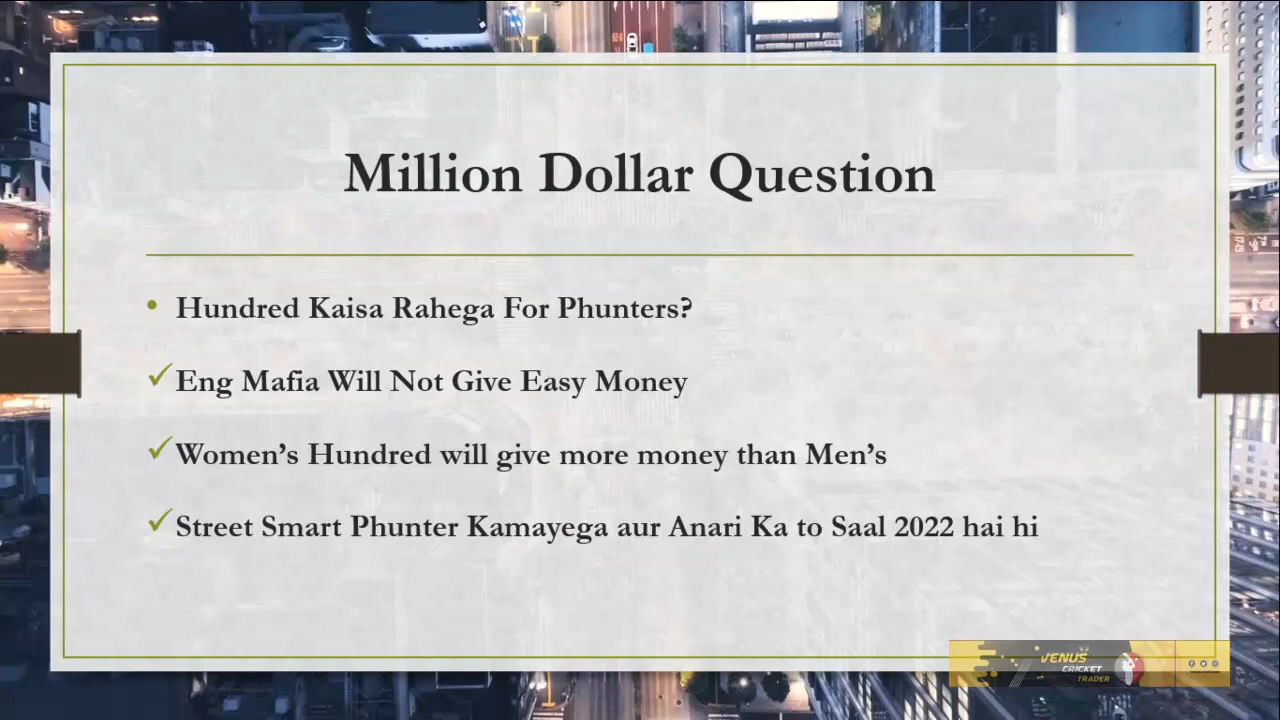 Million Dollar Question
• Hundred Kaisa Rahega For Phunters?
✓ Eng Mafia Will Not Give Easy Money
✓ Women’s Hundred will give more money than Men’s
✓ Street Smart Phunter Kamayega aur Anari Ka to Saal 2022 hai hi
VENUS
CRICKET
TRADER